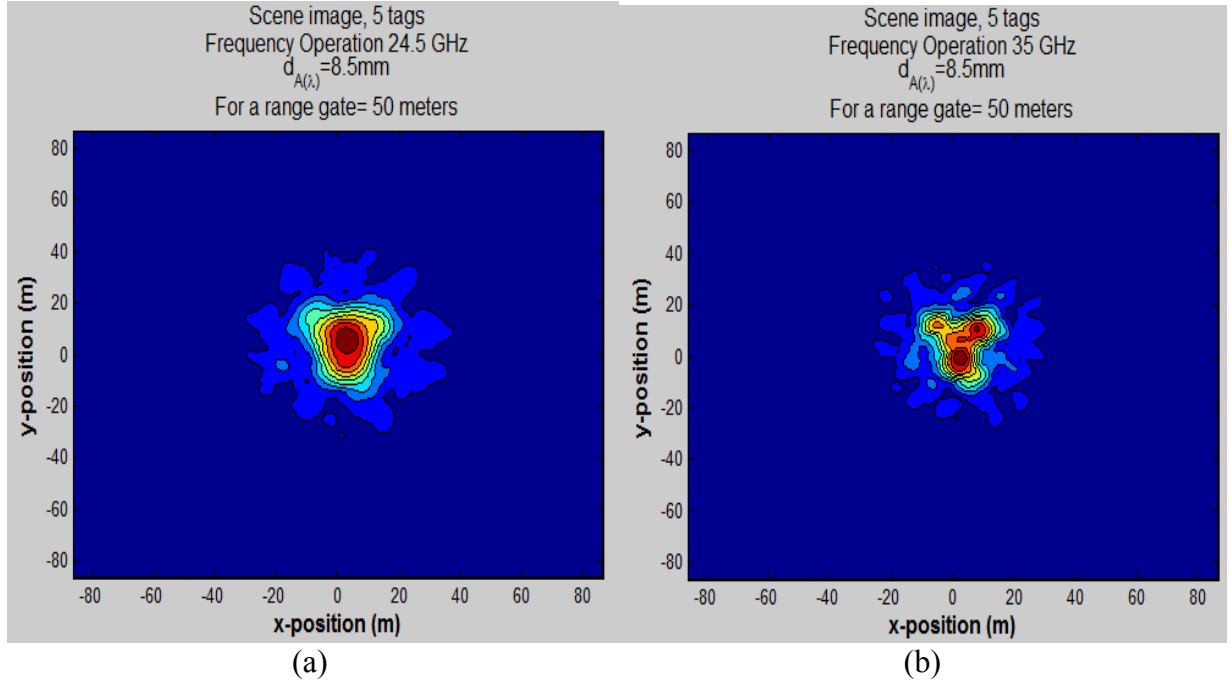 Scene image, 5 tags
Frequency Operation 24.5 GHz
d_A(λ)=8.5mm
For a range gate= 50 meters
80
60
40
20
0
-20
-40
-60
-80
y-position (m)
-80 -60 -40 -20 0 20 40 60 80
x-position (m)
(a)
Scene image, 5 tags
Frequency Operation 35 GHz
d_A(λ)=8.5mm
For a range gate= 50 meters
80
60
40
20
0
-20
-40
-60
-80
y-position (m)
-80 -60 -40 -20 0 20 40 60 80
x-position (m)
(b)